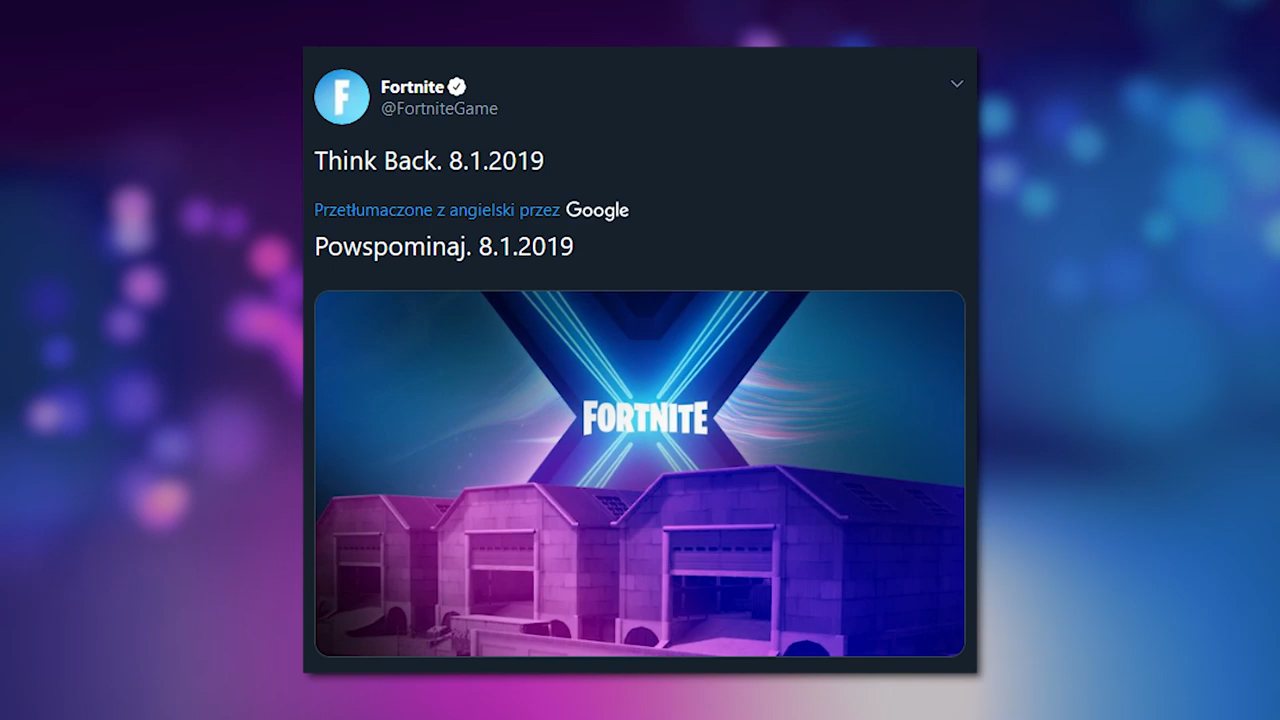 F
Fortnite
@FortniteGame
Think Back. 8.1.2019
Przetłumaczone z angielski przez Google
Powspominaj. 8.1.2019
FORTNITE